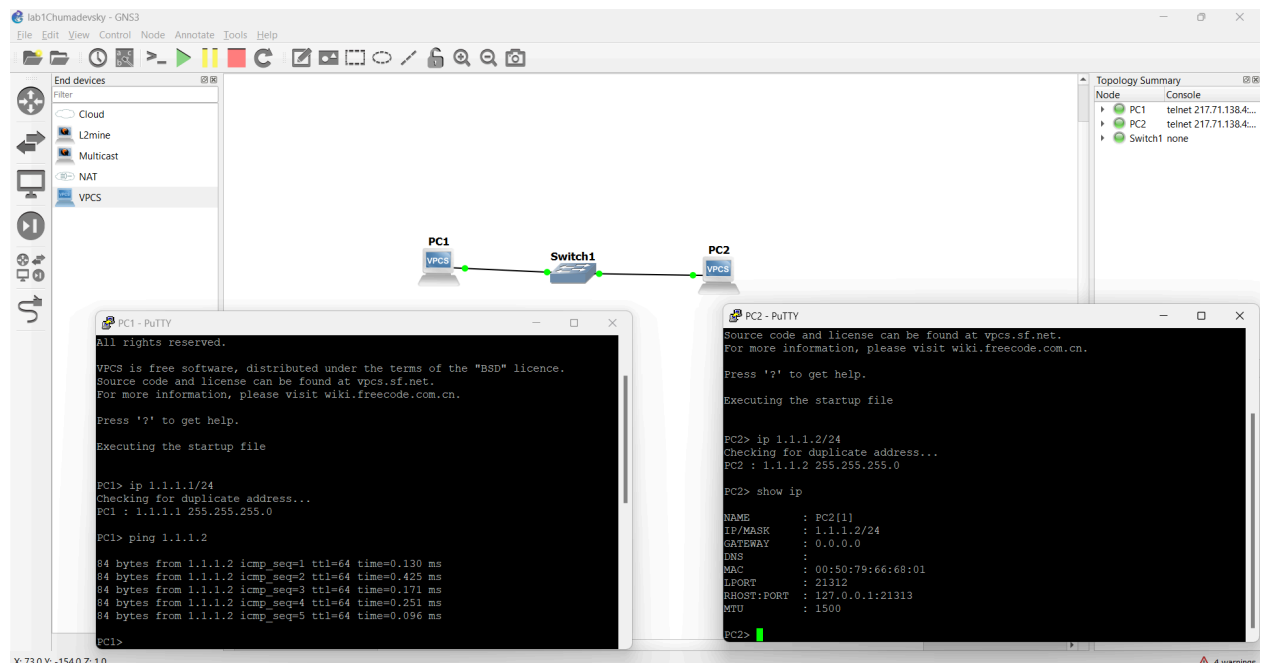 lab1Chumadevsky - GNS3
File Edit View Control Node Annotate Tools Help
End devices
Filter
Cloud
L2mine
Multicast
NAT
VPCS
Topology Summary
Node Console
PC1 telnet 217.71.138.4:...
PC2 telnet 217.71.138.4:...
Switch1 none
PC1
VPCS
Switch1
PC2
VPCS
PC1 - PuTTY
All rights reserved.
VPCS is free software, distributed under the terms of the "BSD" licence.
Source code and license can be found at vpcs.sf.net.
For more information, please visit wiki.freecode.com.cn.
Press '?' to get help.
Executing the startup file
PC1> ip 1.1.1.1/24
Checking for duplicate address...
PC1 : 1.1.1.1 255.255.255.0
PC1> ping 1.1.1.2
84 bytes from 1.1.1.2 icmp_seq=1 ttl=64 time=0.130 ms
84 bytes from 1.1.1.2 icmp_seq=2 ttl=64 time=0.425 ms
84 bytes from 1.1.1.2 icmp_seq=3 ttl=64 time=0.171 ms
84 bytes from 1.1.1.2 icmp_seq=4 ttl=64 time=0.251 ms
84 bytes from 1.1.1.2 icmp_seq=5 ttl=64 time=0.096 ms
PC1>
PC2 - PuTTY
Source code and license can be found at vpcs.sf.net.
For more information, please visit wiki.freecode.com.cn.
Press '?' to get help.
Executing the startup file
PC2> ip 1.1.1.2/24
Checking for duplicate address...
PC2 : 1.1.1.2 255.255.255.0
PC2> show ip
NAME : PC2[1]
IP/MASK : 1.1.1.2/24
GATEWAY : 0.0.0.0
DNS :
MAC : 00:50:79:66:68:01
LPORT : 21312
RHOST:PORT : 127.0.0.1:21313
MTU : 1500
PC2>
X: 73.0 Y: -154.0 Z: 1.0
4 warnings